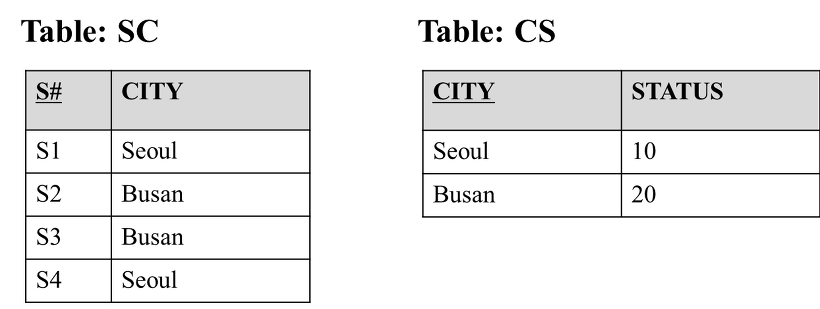 Table: SC
S# CITY
S1 Seoul
S2 Busan
S3 Busan
S4 Seoul
Table: CS
CITY STATUS
Seoul 10
Busan 20